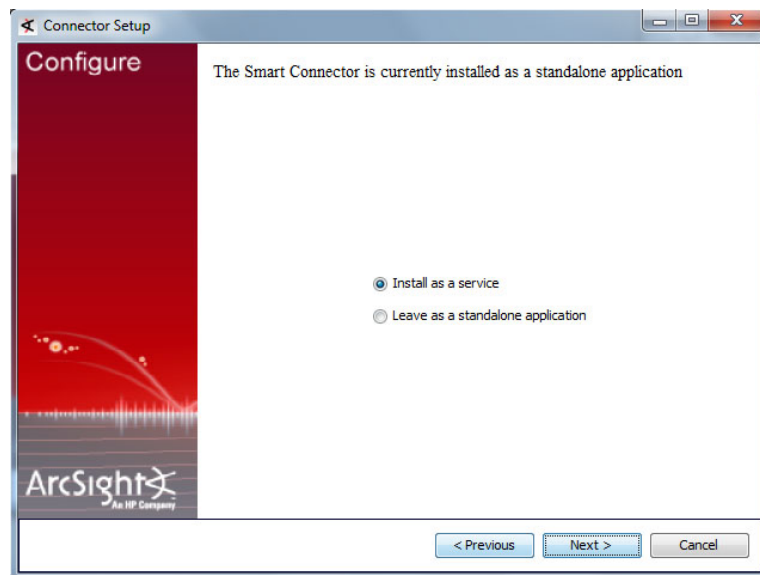 Connector Setup
Configure
The Smart Connector is currently installed as a standalone application
Install as a service
Leave as a standalone application
ArcSight
An HP Company
< Previous
Next >
Cancel